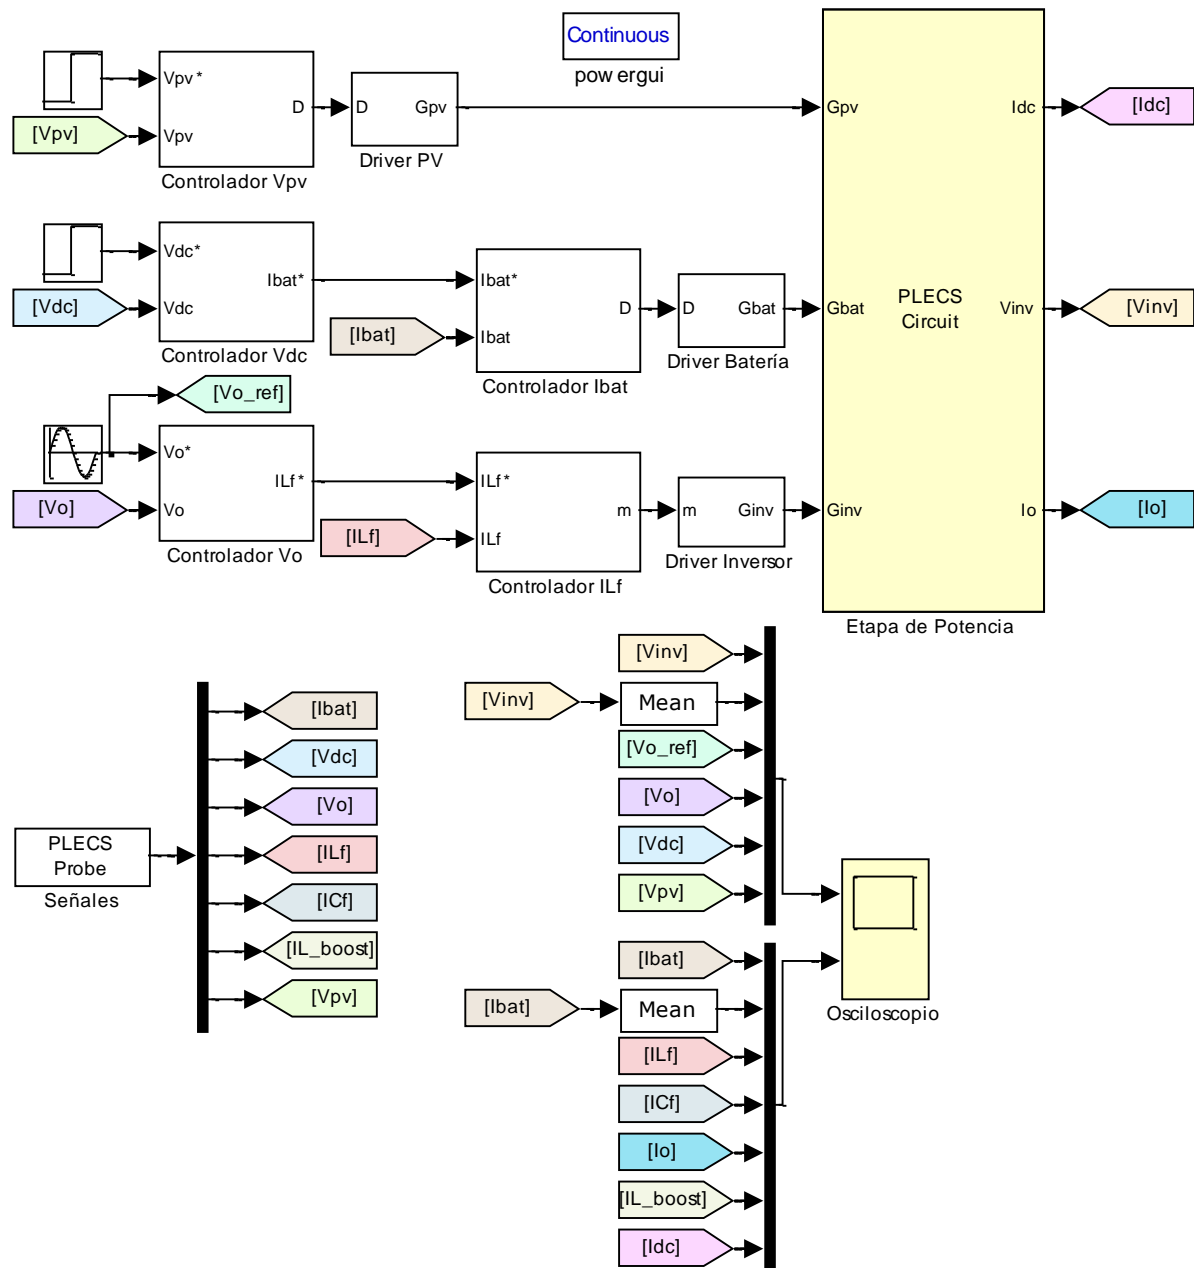 Continuous
powergui
Vpv*
[Vpv]
Vpv
D
Controlador Vpv
D
Gpv
Driver PV
Gpv
Idc
[Idc]
Vdc*
[Vdc]
Vdc
Ibat*
Controlador Vdc
Ibat*
[Ibat]
Ibat
D
Controlador Ibat
D
Gbat
Driver Batería
Gbat
PLECS
Circuit
Vinv
[Vinv]
[Vo_ref]
Vo*
[Vo]
Vo
ILf*
Controlador Vo
ILf*
[ILf]
ILf
m
Controlador ILf
m
Ginv
Driver Inversor
Ginv
Io
[Io]
Etapa de Potencia
PLECS
Probe
Señales
[Ibat]
[Vdc]
[Vo]
[ILf]
[ICf]
[IL_boost]
[Vpv]
[Vinv]
[Vinv]
Mean
[Vo_ref]
[Vo]
[Vdc]
[Vpv]
[Ibat]
[Ibat]
Mean
[ILf]
[ICf]
[Io]
[IL_boost]
[Idc]
Osciloscopio